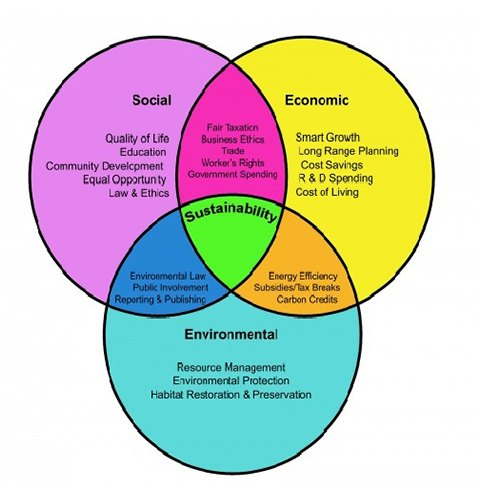 Social
Quality of Life
Education
Community Development
Equal Opportunity
Law & Ethics
Fair Taxation
Business Ethics
Trade
Worker's Rights
Government Spending
Economic
Smart Growth
Long Range Planning
Cost Savings
R & D Spending
Cost of Living
Sustainability
Environmental Law
Public Involvement
Reporting & Publishing
Energy Efficiency
Subsidies/Tax Breaks
Carbon Credits
Environmental
Resource Management
Environmental Protection
Habitat Restoration & Preservation